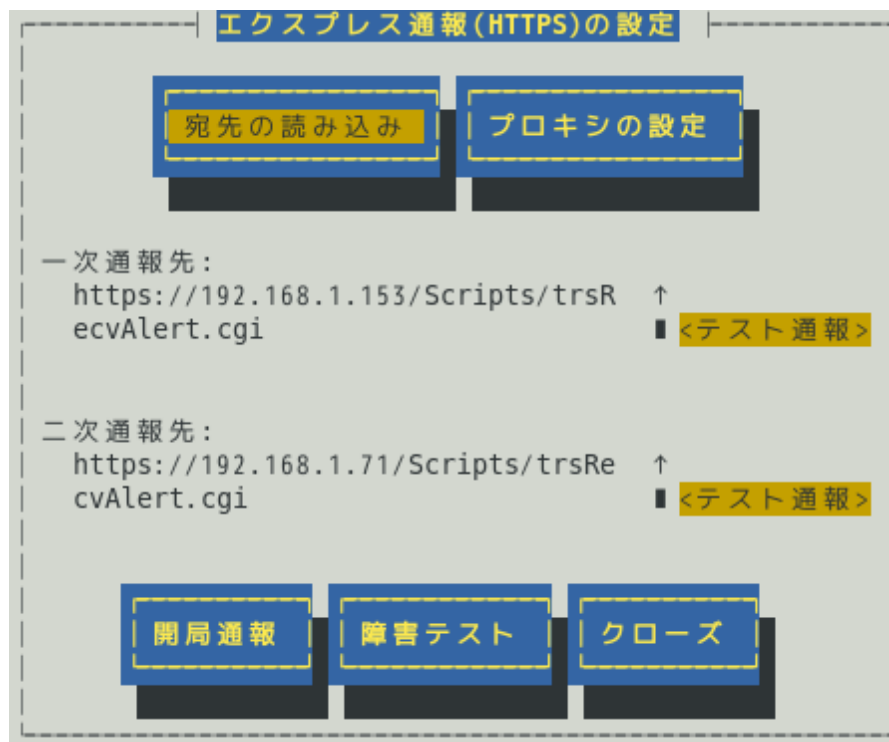 エクスプレス通報(HTTPS)の設定
宛先の読み込み プロキシの設定
一次通報先:
https://192.168.1.153/Scripts/trsR ↑
ecvAlert.cgi <テスト通報>
二次通報先:
https://192.168.1.71/Scripts/trsRe ↑
cvAlert.cgi <テスト通報>
開局通報 障害テスト クローズ